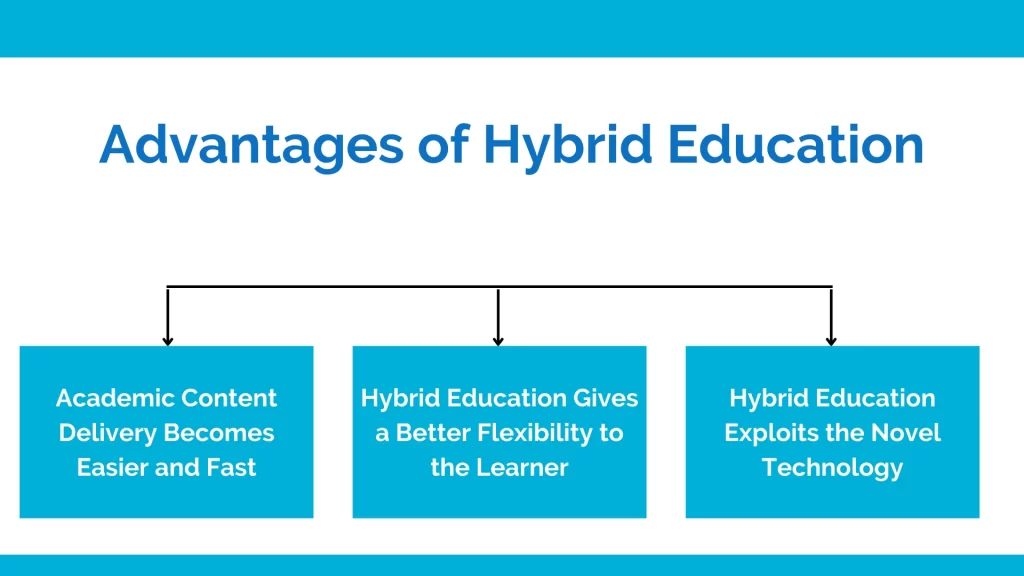 Advantages of Hybrid Education
Academic Content
Delivery Becomes
Easier and Fast
Hybrid Education Gives
a Better Flexibility to
the Learner
Hybrid Education
Exploits the Novel
Technology